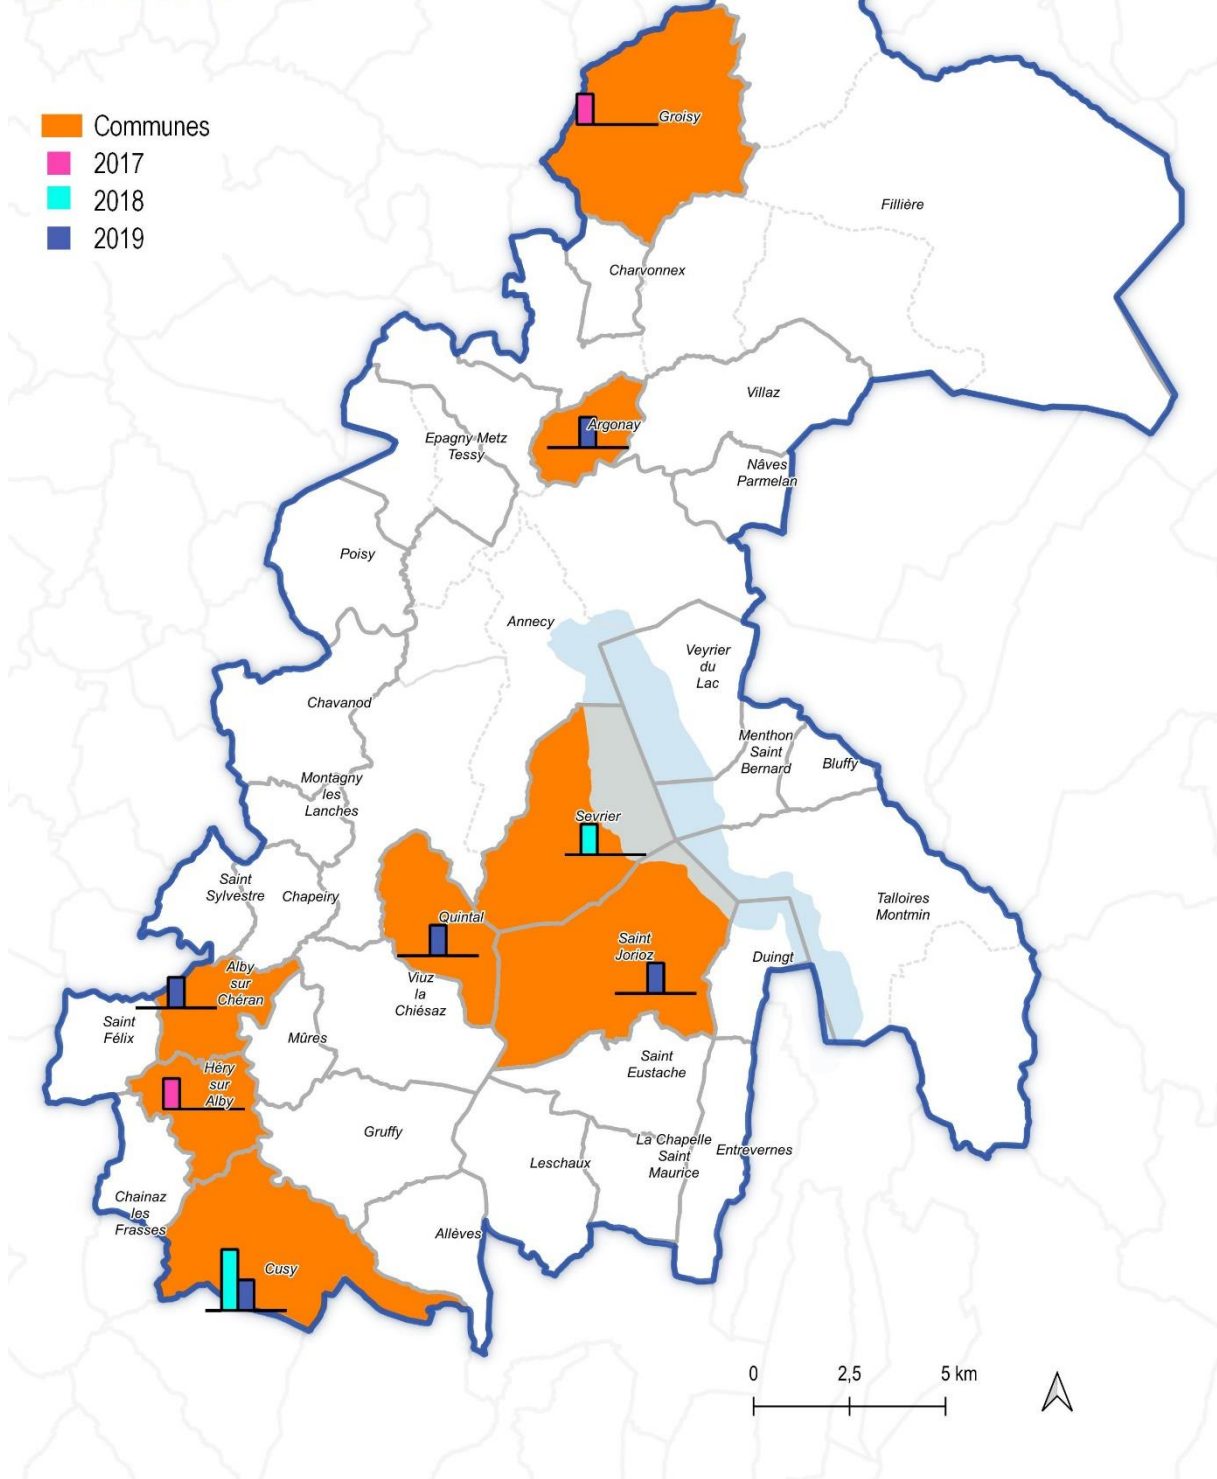 Communes
2017
2018
2019
Groisy
Fillière
Charvonnex
Villaz
Argonay
Epagny Metz
Tessy
Nâves
Parmelan
Poisy
Annecy
Veyrier
du
Lac
Chavanod
Menthon
Saint
Bernard
Bluffy
Montagny
les
Lanches
Sevrier
Saint
Sylvestre
Chapeiry
Talloires
Montmin
Quintal
Saint
Jorioz
Duingt
Alby
sur
Chéran
Viuz
la
Chiésaz
Saint
Félix
Mûres
Saint
Eustache
Héry
sur
Alby
Gruffy
La Chapelle
Saint
Maurice
Entrevernes
Leschaux
Chainaz
les
Frasses
Allèves
Cusy
0 2,5 5 km